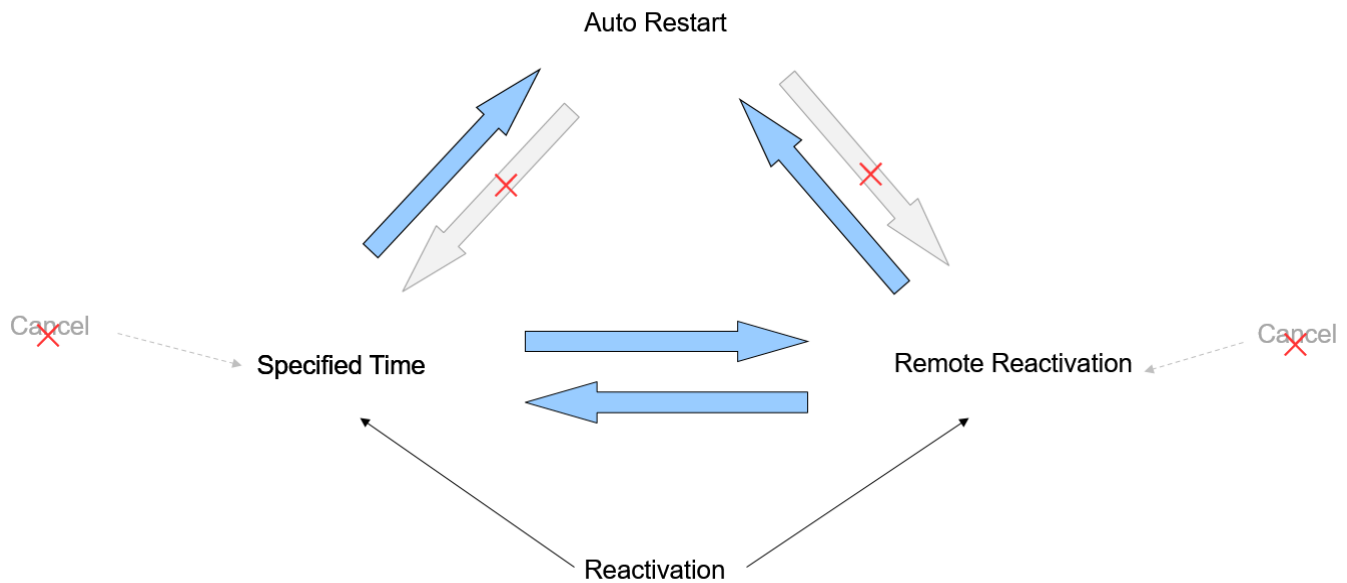 Auto Restart
Cancel
Specified Time
Remote Reactivation
Cancel
Reactivation